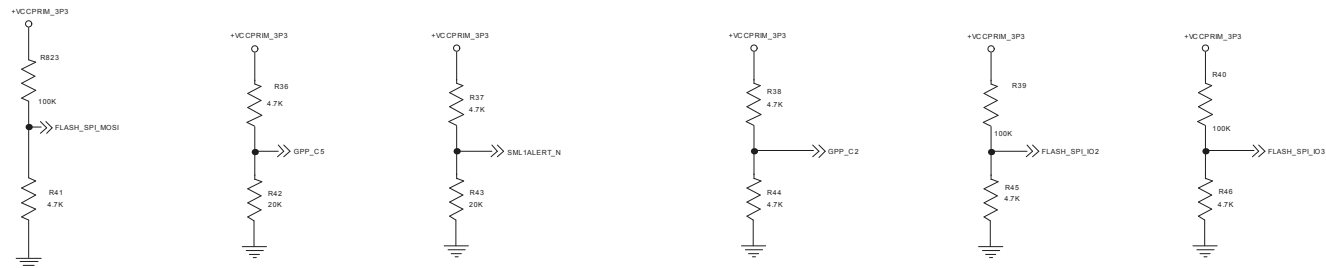 +VCCPRIM_3P3
R823
100K
FLASH_SPI_MOSI
R41
4.7K
+VCCPRIM_3P3
R36
4.7K
GPP_C5
R42
20K
+VCCPRIM_3P3
R37
4.7K
SML1ALERT_N
R43
20K
+VCCPRIM_3P3
R38
4.7K
GPP_C2
R44
4.7K
+VCCPRIM_3P3
R39
100K
FLASH_SPI_IO2
R45
4.7K
+VCCPRIM_3P3
R40
100K
FLASH_SPI_IO3
R46
4.7K